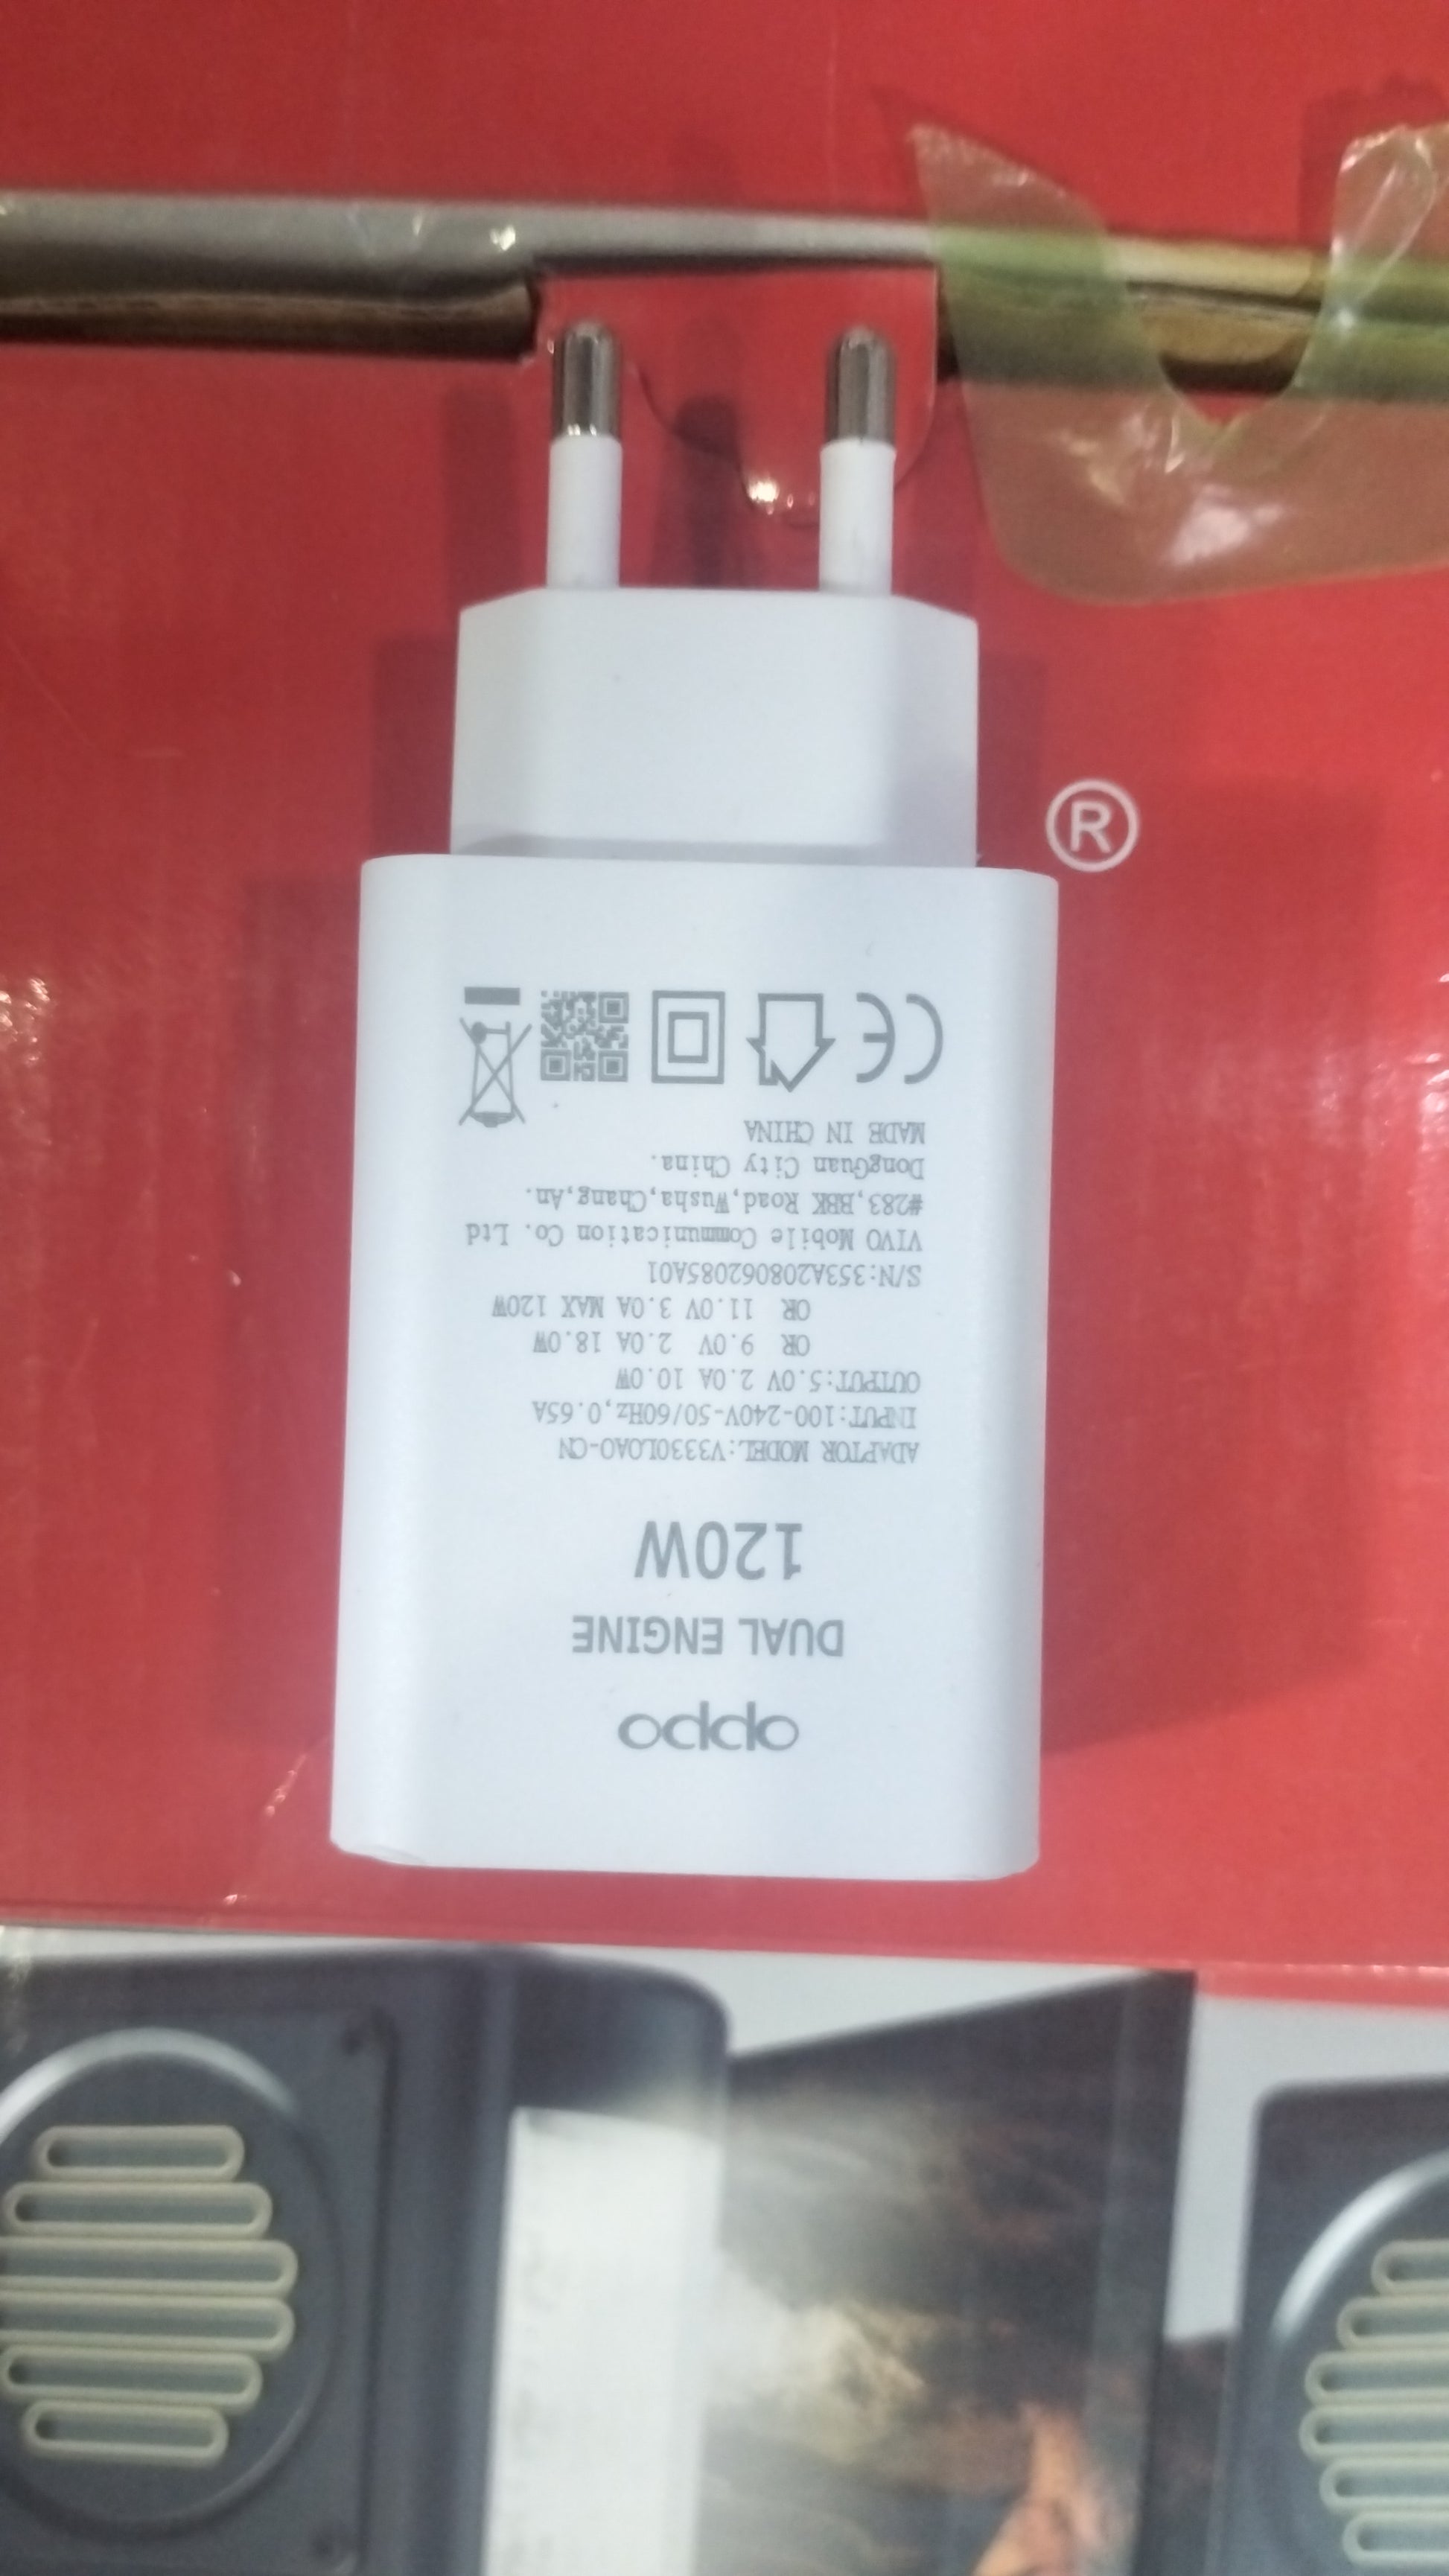 oppo
DUAL ENGINE
120W
ADAPTOR MODEL:V3330L0A0-CN
INPUT:100-240V-50/60Hz,0.65A
OUTPUT:5.0V 2.0A 10.0W
OR 9.0V 2.0A 18.0W
OR 11.0V 3.0A MAX 120W
S/N:353A208062085A01
VIVO Mobile Communication Co. Ltd
#283,BBK Road,Wusha,Chang,An.
DongGuan City China.
MADE IN CHINA
CE
®